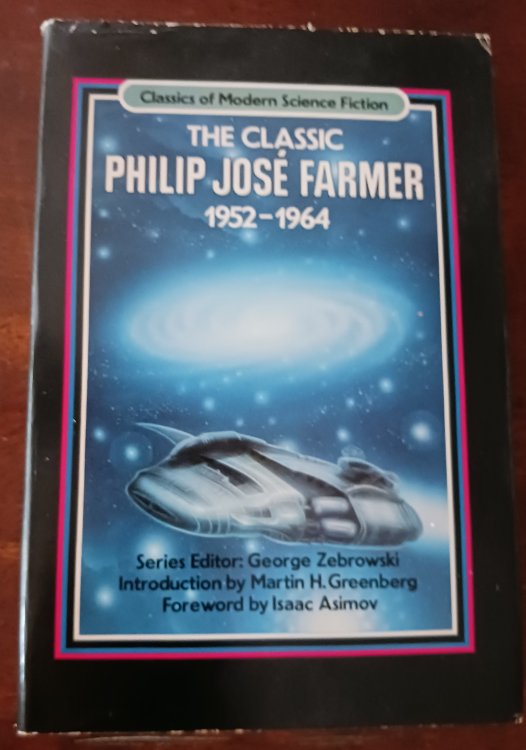 Classics of Modern Science Fiction
THE CLASSIC
PHILIP JOSÉ FARMER
1952–1964
Series Editor: George Zebrowski
Introduction by Martin H. Greenberg
Foreword by Isaac Asimov